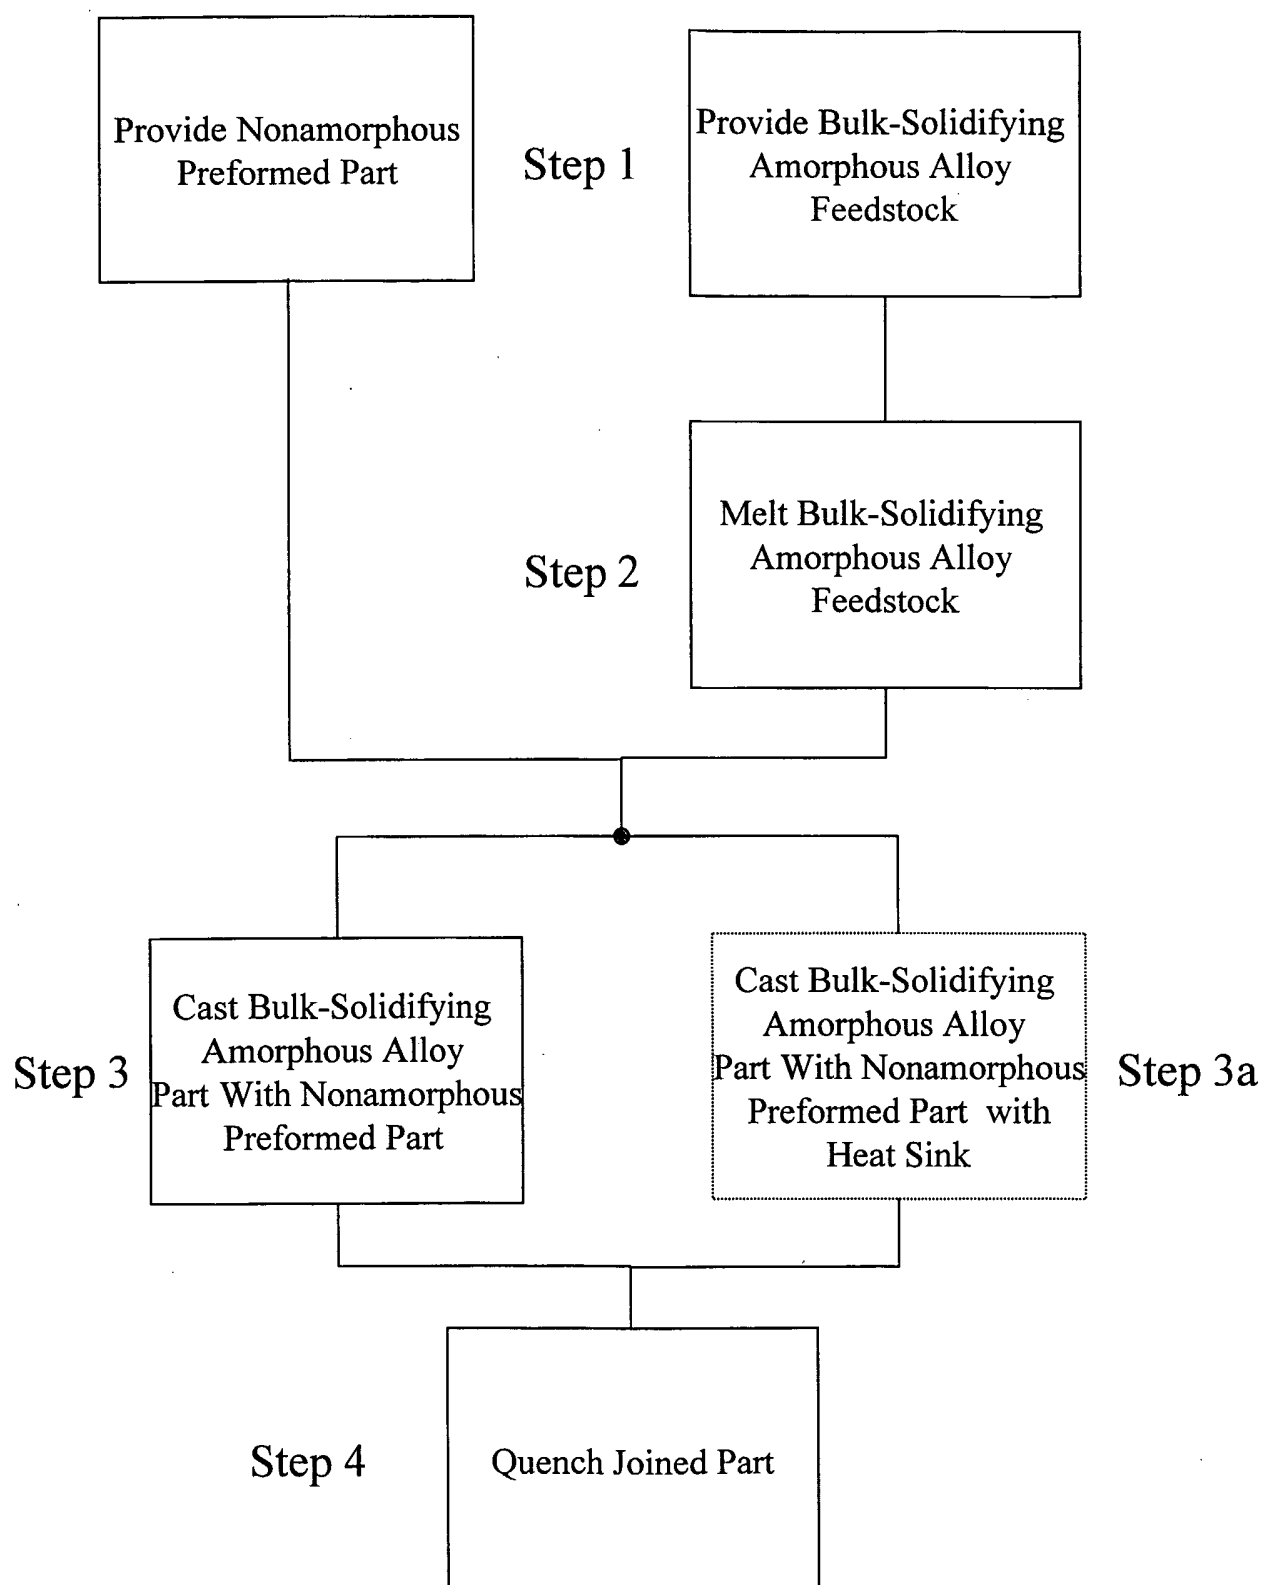 Provide Nonamorphous
Preformed Part
Step 1
Provide Bulk-Solidifying
Amorphous Alloy
Feedstock
Step 2
Melt Bulk-Solidifying
Amorphous Alloy
Feedstock
Step 3
Cast Bulk-Solidifying
Amorphous Alloy
Part With Nonamorphous
Preformed Part
Cast Bulk-Solidifying
Amorphous Alloy
Part With Nonamorphous
Preformed Part with
Heat Sink
Step 3a
Step 4
Quench Joined Part